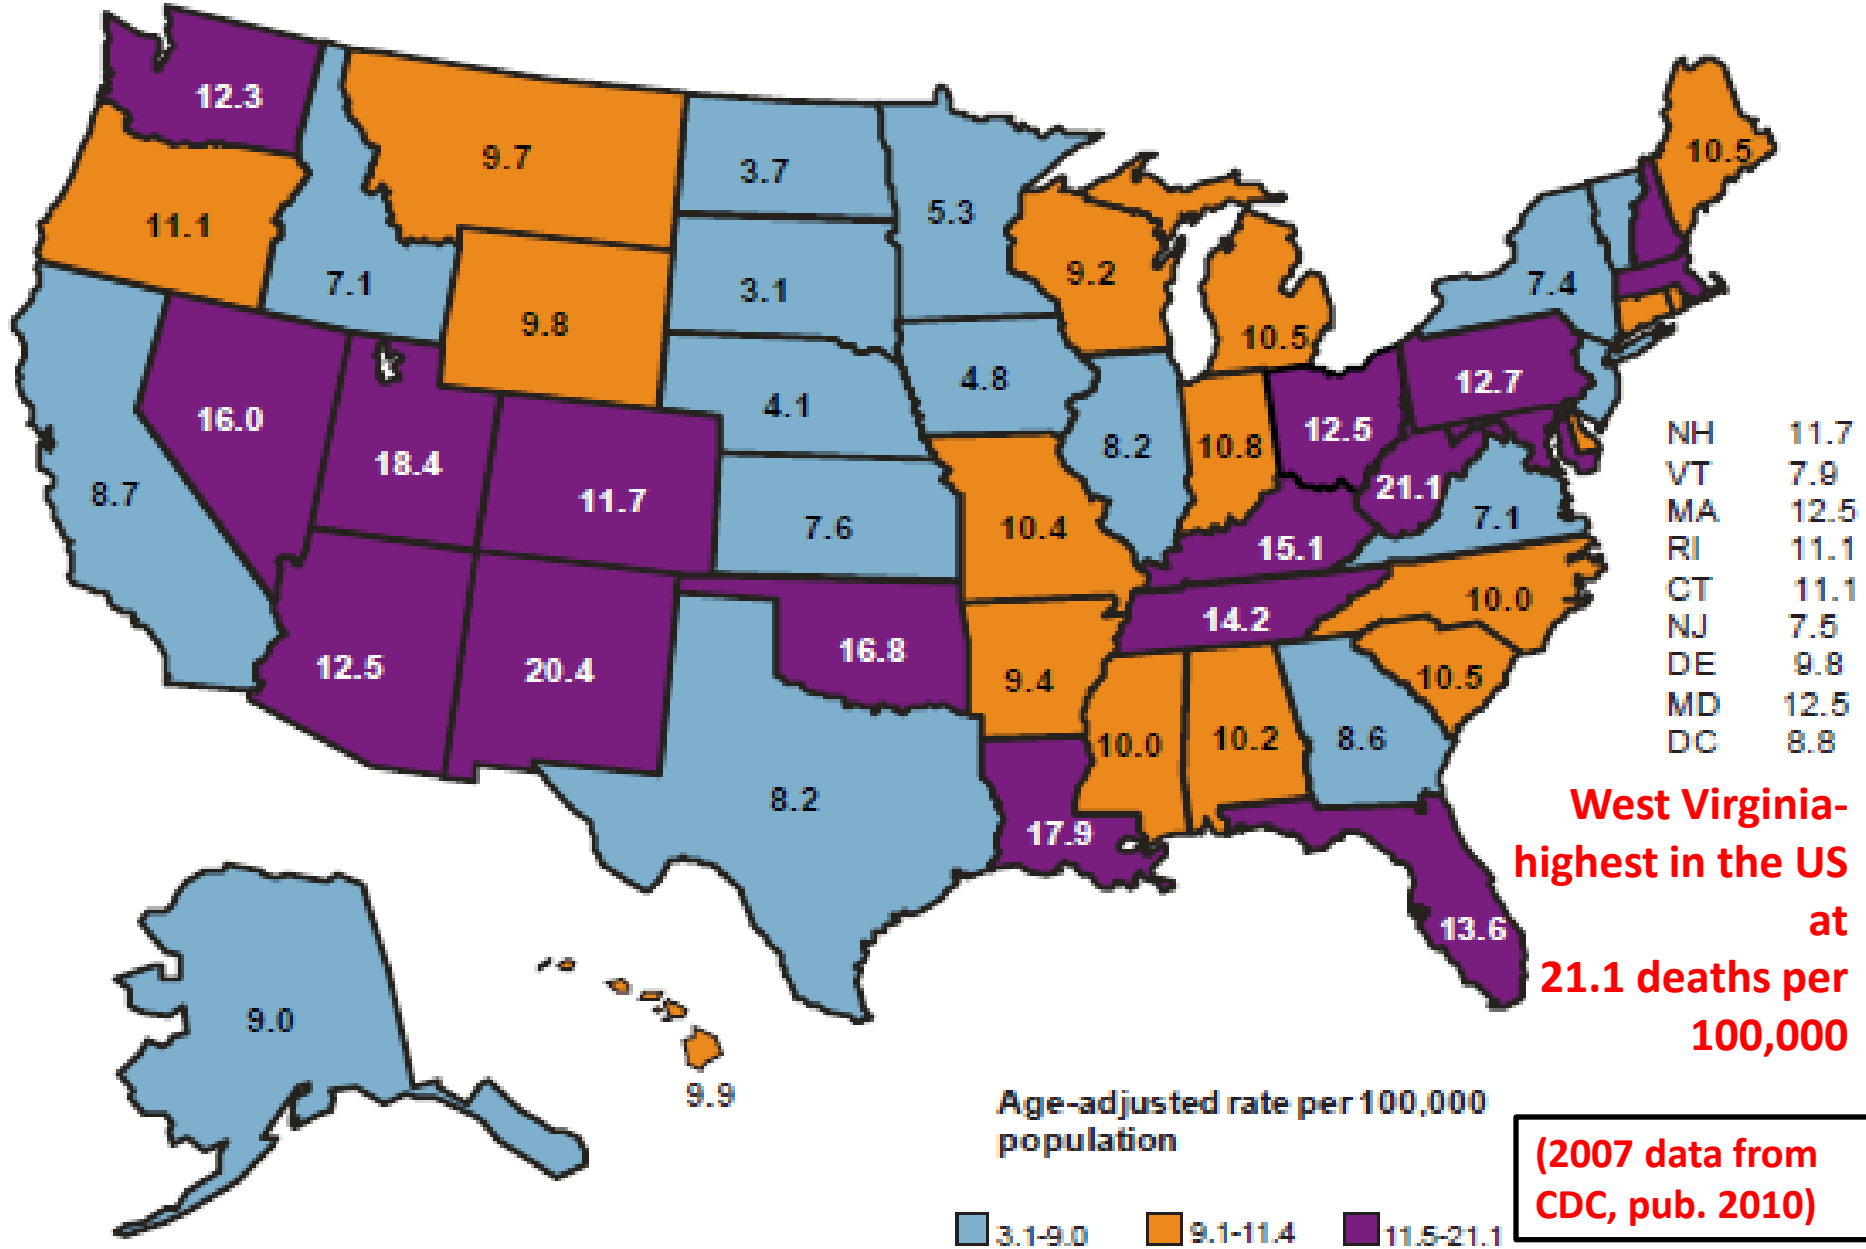 12.3
9.7
3.7
10.5
11.1
5.3
7.1
9.2
7.4
3.1
9.8
10.5
4.8
12.7
4.1
16.0
12.5
8.2
10.8
18.4
21.1
8.7
11.7
7.6
10.4
7.1
15.1
10.0
14.2
16.8
12.5
20.4
9.4
10.5
10.0
10.2
8.6
8.2
17.9
13.6
9.0
9.9
NH 11.7
VT 7.9
MA 12.5
RI 11.1
CT 11.1
NJ 7.5
DE 9.8
MD 12.5
DC 8.8
West Virginia-
highest in the US
at
21.1 deaths per
100,000
Age-adjusted rate per 100,000
population
3.1-9.0 9.1-11.4 11.5-21.1
(2007 data from
CDC, pub. 2010)